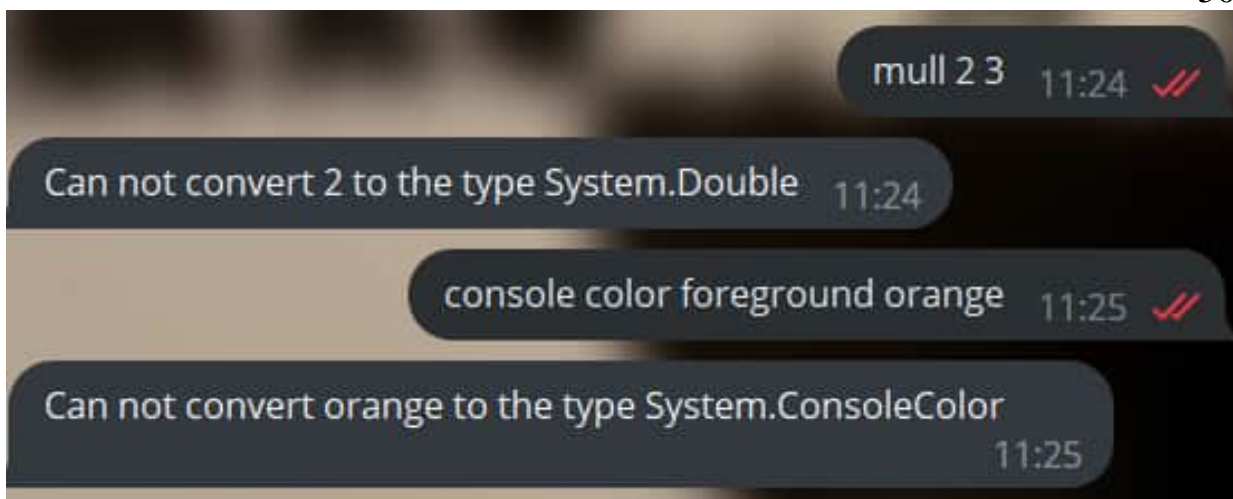 mull 2 3 11:24
Can not convert 2 to the type System.Double 11:24
console color foreground orange 11:25
Can not convert orange to the type System.ConsoleColor
11:25